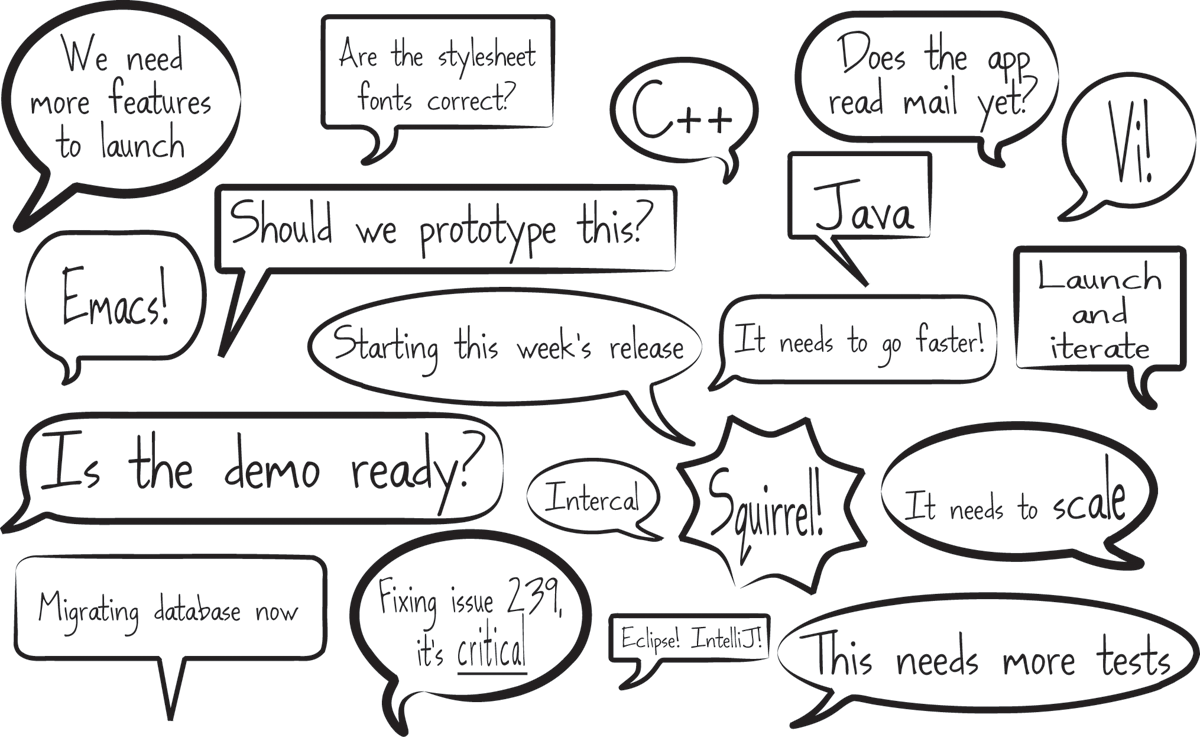 We need
more features
to launch
Are the stylesheet
fonts correct?
C++
Does the app
read mail yet?
Vi!
Should we prototype this?
Java
Emacs!
Launch
and
iterate
Starting this week's release
It needs to go faster!
Is the demo ready?
Intercal
Squirrel!
It needs to scale
Migrating database now
Fixing issue 239,
it's critical
Eclipse! IntelliJ!
This needs more tests